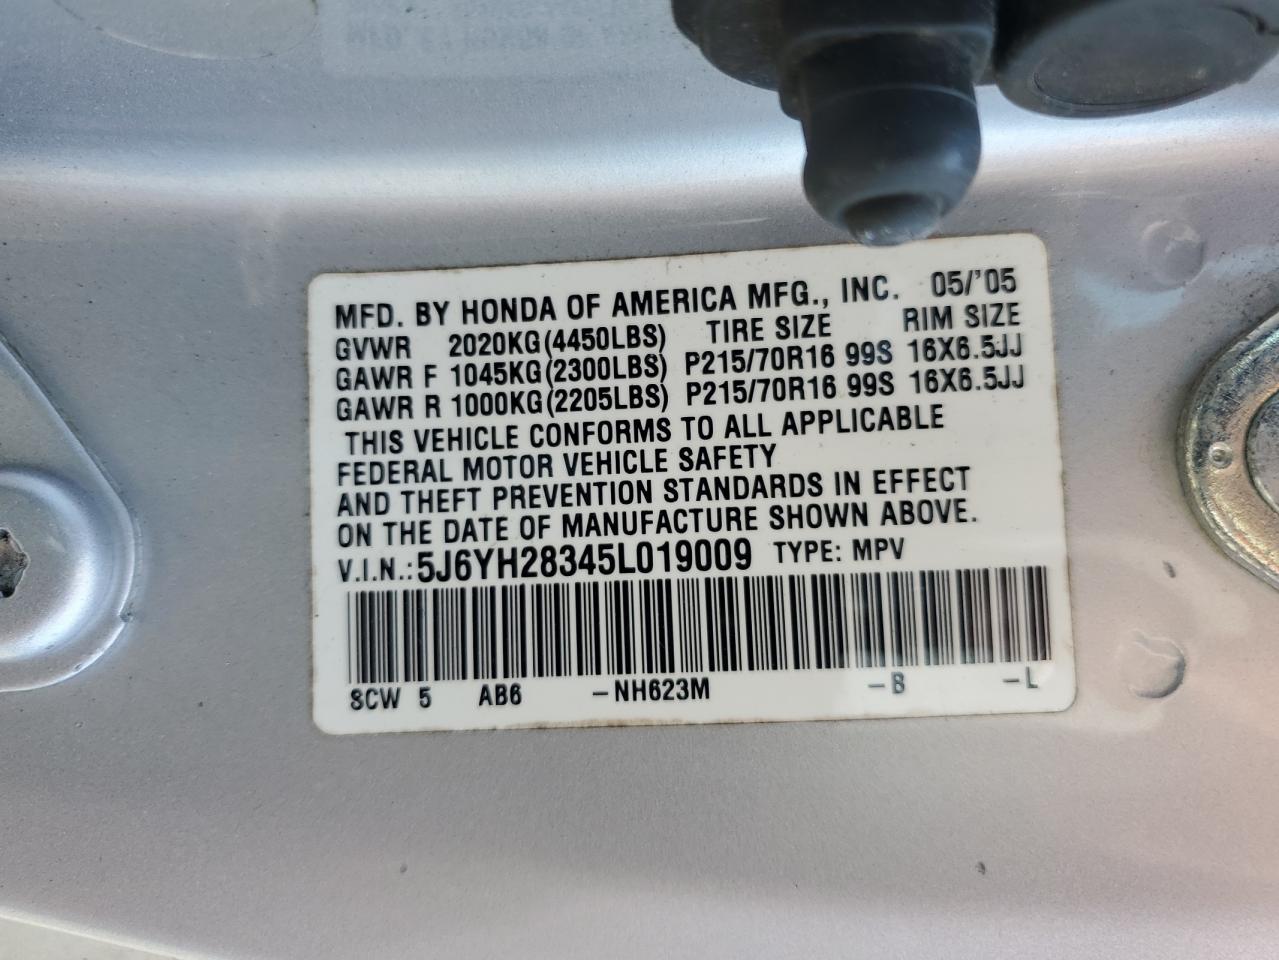 MFD. BY HONDA OF AMERICA MFG., INC. 05/'05
GVWR 2020KG(4450LBS) TIRE SIZE RIM SIZE
GAWR F 1045KG(2300LBS) P215/70R16 99S 16X6.5JJ
GAWR R 1000KG(2205LBS) P215/70R16 99S 16X6.5JJ
THIS VEHICLE CONFORMS TO ALL APPLICABLE
FEDERAL MOTOR VEHICLE SAFETY
AND THEFT PREVENTION STANDARDS IN EFFECT
ON THE DATE OF MANUFACTURE SHOWN ABOVE.
V.I.N.: 5J6YH28345L019009 TYPE: MPV
SCW 5 AB6 -NH623M -B -L